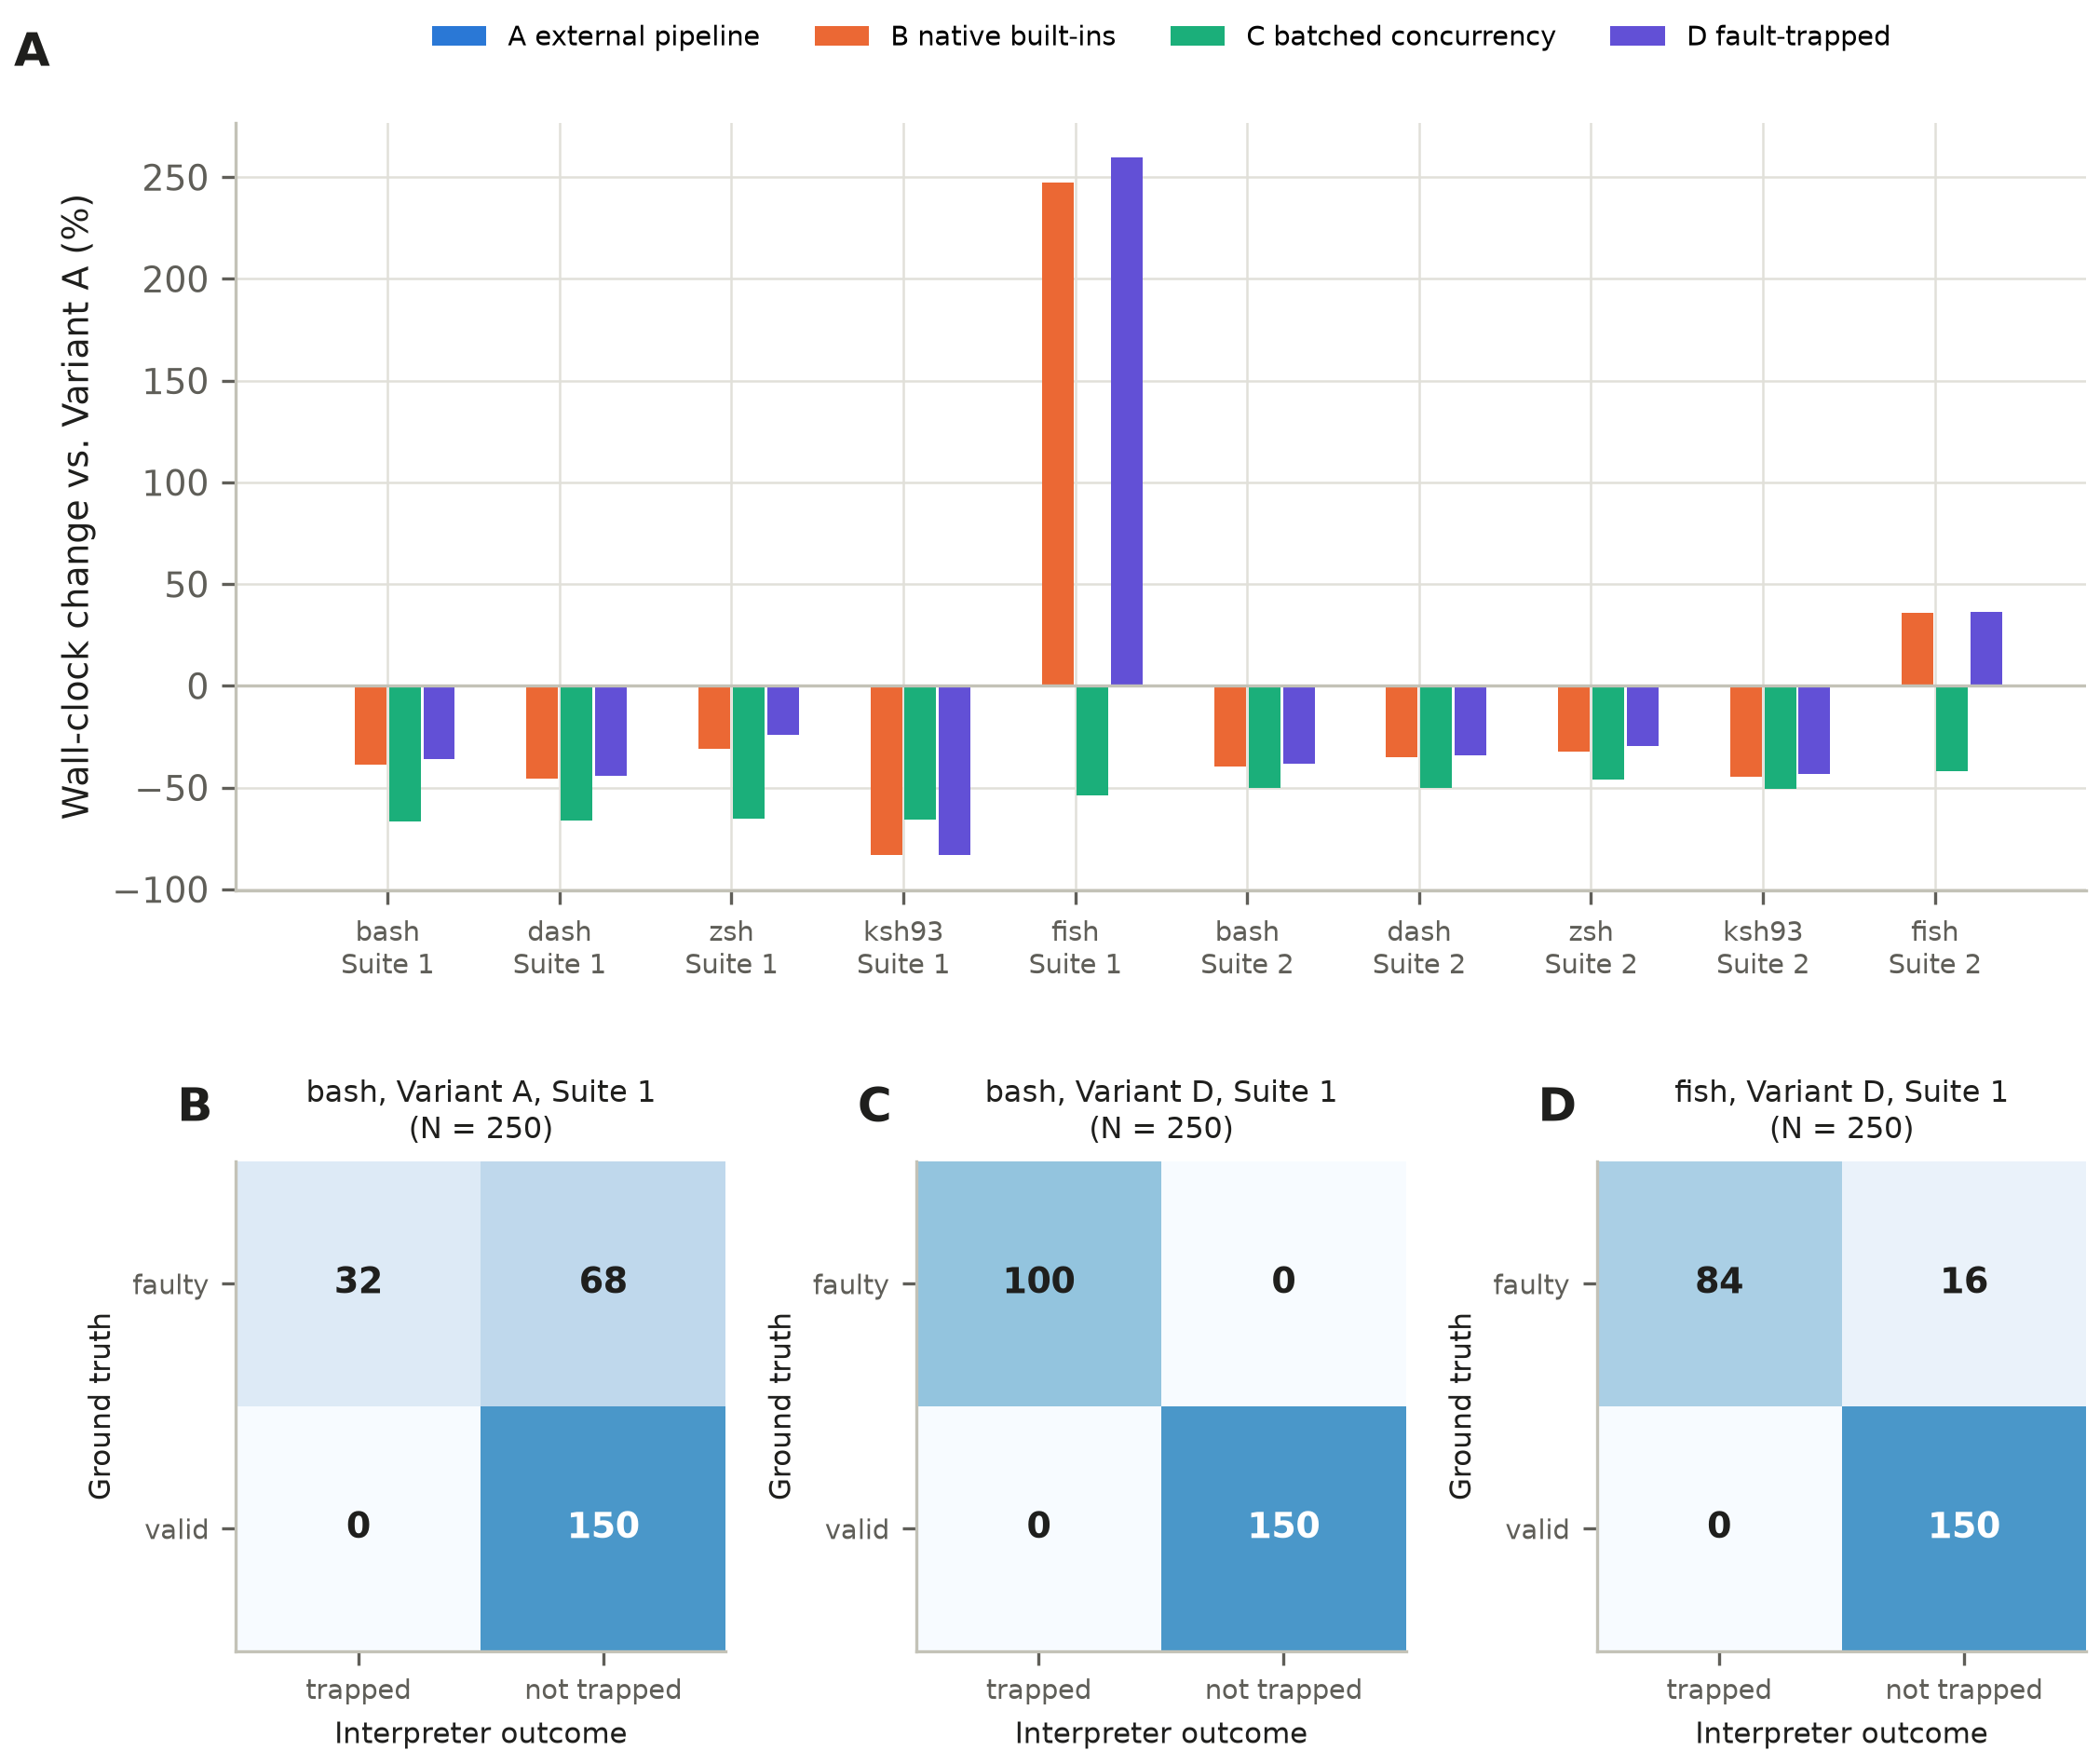 A
A external pipeline
B native built-ins
C batched concurrency
D fault-trapped
Wall-clock change vs. Variant A (%)
250
200
150
100
50
0
−50
−100
bash
Suite 1
dash
Suite 1
zsh
Suite 1
ksh93
Suite 1
fish
Suite 1
bash
Suite 2
dash
Suite 2
zsh
Suite 2
ksh93
Suite 2
fish
Suite 2
B
bash, Variant A, Suite 1
(N = 250)
Ground truth
faulty
valid
32
68
0
150
trapped
not trapped
Interpreter outcome
C
bash, Variant D, Suite 1
(N = 250)
Ground truth
faulty
valid
100
0
0
150
trapped
not trapped
Interpreter outcome
D
fish, Variant D, Suite 1
(N = 250)
Ground truth
faulty
valid
84
16
0
150
trapped
not trapped
Interpreter outcome